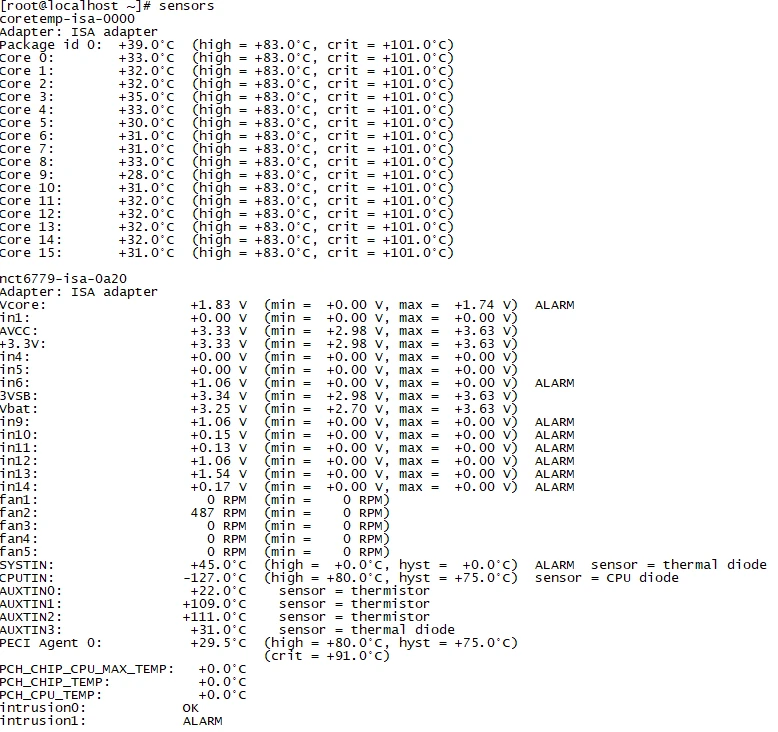 [root@localhost ~]# sensors
coretemp-isa-0000
Adapter: ISA adapter
Package id 0:  +39.0°C  (high = +83.0°C, crit = +101.0°C)
Core 0:        +33.0°C  (high = +83.0°C, crit = +101.0°C)
Core 1:        +32.0°C  (high = +83.0°C, crit = +101.0°C)
Core 2:        +32.0°C  (high = +83.0°C, crit = +101.0°C)
Core 3:        +35.0°C  (high = +83.0°C, crit = +101.0°C)
Core 4:        +33.0°C  (high = +83.0°C, crit = +101.0°C)
Core 5:        +30.0°C  (high = +83.0°C, crit = +101.0°C)
Core 6:        +31.0°C  (high = +83.0°C, crit = +101.0°C)
Core 7:        +31.0°C  (high = +83.0°C, crit = +101.0°C)
Core 8:        +33.0°C  (high = +83.0°C, crit = +101.0°C)
Core 9:        +28.0°C  (high = +83.0°C, crit = +101.0°C)
Core 10:       +31.0°C  (high = +83.0°C, crit = +101.0°C)
Core 11:       +32.0°C  (high = +83.0°C, crit = +101.0°C)
Core 12:       +32.0°C  (high = +83.0°C, crit = +101.0°C)
Core 13:       +32.0°C  (high = +83.0°C, crit = +101.0°C)
Core 14:       +32.0°C  (high = +83.0°C, crit = +101.0°C)
Core 15:       +31.0°C  (high = +83.0°C, crit = +101.0°C)
nct6779-isa-0a20
Adapter: ISA adapter
Vcore:                  +1.83 V  (min =  +0.00 V, max =  +1.74 V)  ALARM
in1:                    +0.00 V  (min =  +0.00 V, max =  +0.00 V)
AVCC:                   +3.33 V  (min =  +2.98 V, max =  +3.63 V)
+3.3V:                  +3.33 V  (min =  +2.98 V, max =  +3.63 V)
in4:                    +0.00 V  (min =  +0.00 V, max =  +0.00 V)
in5:                    +0.00 V  (min =  +0.00 V, max =  +0.00 V)
in6:                    +1.06 V  (min =  +0.00 V, max =  +0.00 V)  ALARM
3VSB:                   +3.34 V  (min =  +2.98 V, max =  +3.63 V)
Vbat:                   +3.25 V  (min =  +2.70 V, max =  +3.63 V)
in9:                    +1.06 V  (min =  +0.00 V, max =  +0.00 V)  ALARM
in10:                   +0.15 V  (min =  +0.00 V, max =  +0.00 V)  ALARM
in11:                   +0.13 V  (min =  +0.00 V, max =  +0.00 V)  ALARM
in12:                   +1.06 V  (min =  +0.00 V, max =  +0.00 V)  ALARM
in13:                   +1.54 V  (min =  +0.00 V, max =  +0.00 V)  ALARM
in14:                   +0.17 V  (min =  +0.00 V, max =  +0.00 V)  ALARM
fan1:                     0 RPM  (min =    0 RPM)
fan2:                   487 RPM  (min =    0 RPM)
fan3:                     0 RPM  (min =    0 RPM)
fan4:                     0 RPM  (min =    0 RPM)
fan5:                     0 RPM  (min =    0 RPM)
SYSTIN:                 +45.0°C  (high =  +0.0°C, hyst =  +0.0°C)  ALARM  sensor = thermal diode
CPUTIN:                -127.0°C  (high = +80.0°C, hyst = +75.0°C)  sensor = CPU diode
AUXTIN0:                +22.0°C    sensor = thermistor
AUXTIN1:               +109.0°C    sensor = thermistor
AUXTIN2:               +111.0°C    sensor = thermistor
AUXTIN3:                +31.0°C    sensor = thermal diode
PECI Agent 0:           +29.5°C  (high = +80.0°C, hyst = +75.0°C)
(crit = +91.0°C)
PCH_CHIP_CPU_MAX_TEMP:   +0.0°C
PCH_CHIP_TEMP:           +0.0°C
PCH_CPU_TEMP:            +0.0°C
intrusion0:            OK
intrusion1:            ALARM